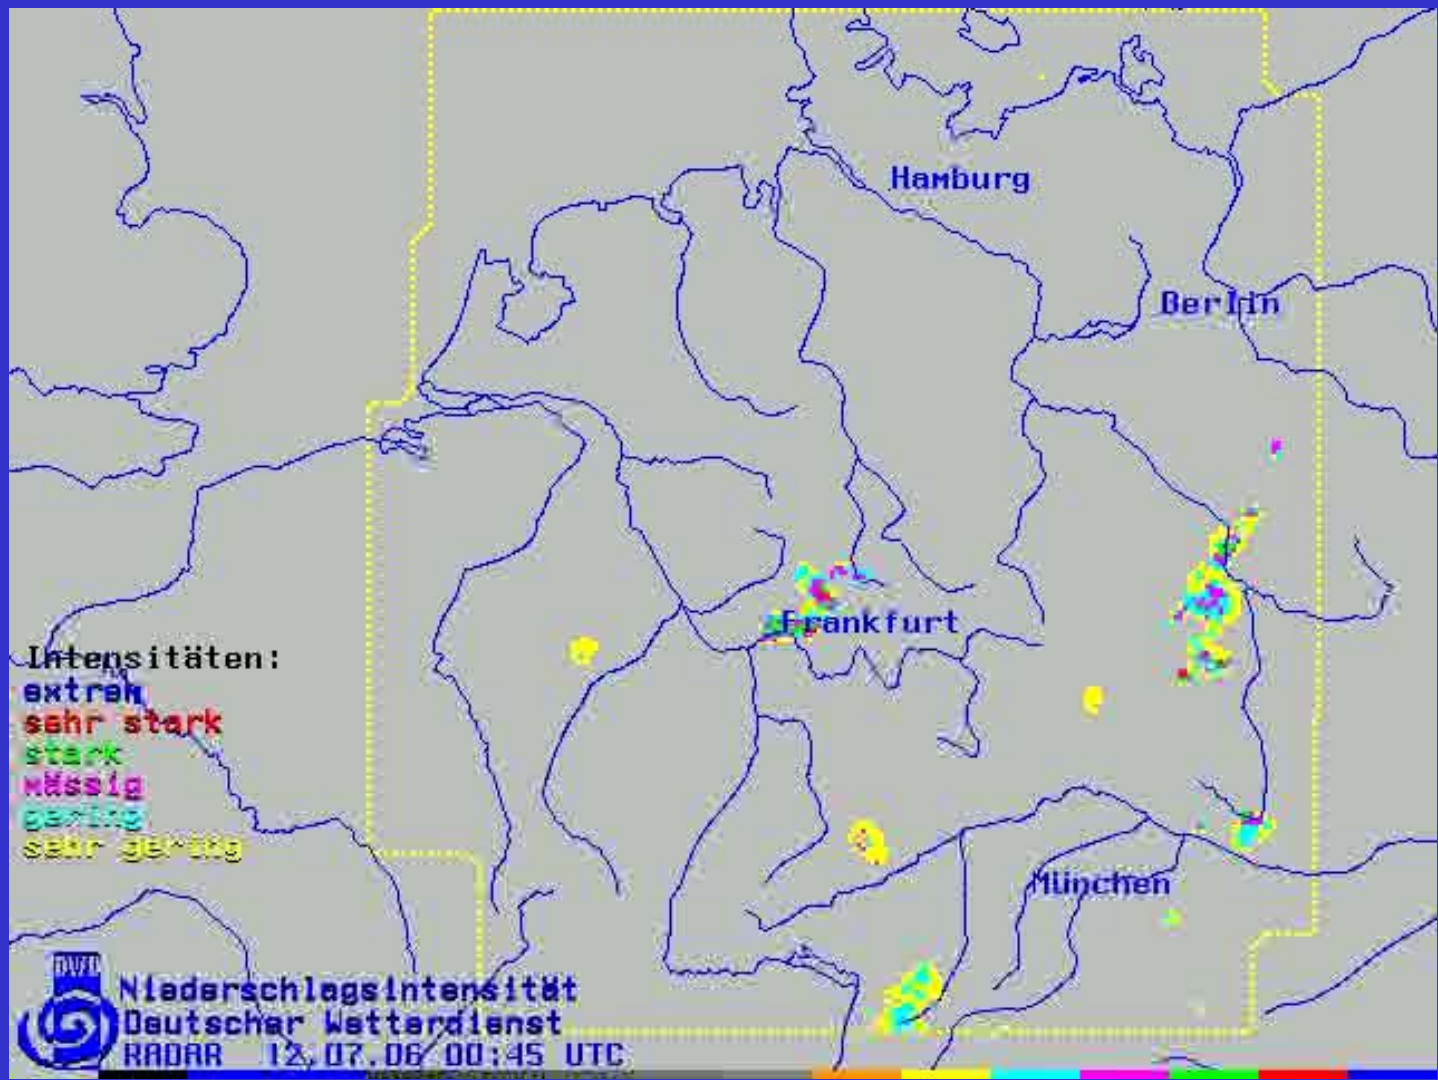 Hamburg
Berlin
Frankfurt
Intensitäten:
extrem
sehr stark
stark
mässig
gering
sehr gering
München
DWD
Niederschlagsintensität
Deutscher Wetterdienst
RADAR 12.07.06 00:45 UTC